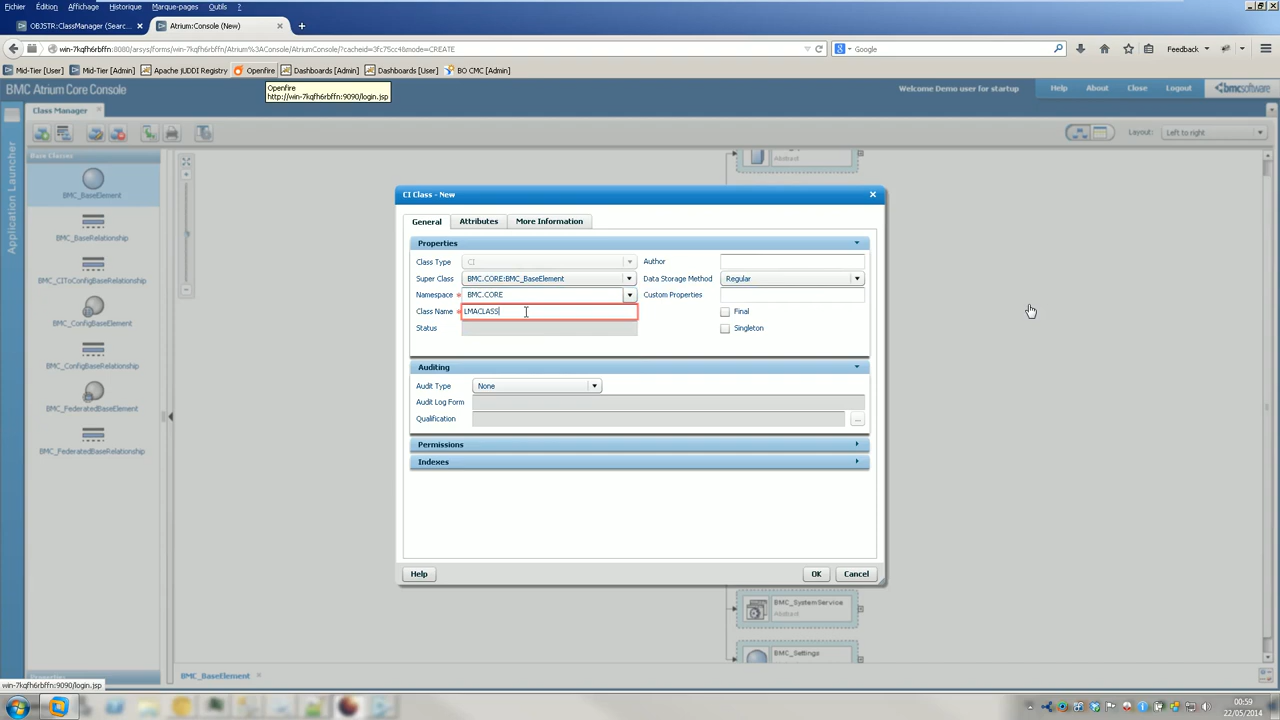 Fichier Édition Affichage Historique Marque-pages Outils ?
OBJSTR:ClassManager (Searc...
Atrium:Console (New)
win-7kqfh6rbffn:8080/arsys/forms/win-7kqfh6rbffn/Atrium%3AConsole/AtriumConsole/?cacheid=3fc75cc4&mode=CREATE
Google
Feedback
Mid-Tier [User] Mid-Tier [Admin] Apache jUDDI Registry Openfire Dashboards [Admin] Dashboards [User] BO CMC [Admin]
Openfire
http://win-7kqfh6rbffn:9090/login.jsp
BMC Atrium Core Console
Welcome Demo user for startup
Help About Close Logout
bmcsoftware
Application Launcher
Class Manager
Layout: Left to right
Base Classes
BMC_BaseElement
BMC_BaseRelationship
BMC_CIToConfigBaseRelationship
BMC_ConfigBaseElement
BMC_ConfigBaseRelationship
BMC_FederatedBaseElement
BMC_FederatedBaseRelationship
Abstract
CI Class - New
General Attributes More Information
Properties
Class Type CI
Author
Super Class BMC.CORE:BMC_BaseElement
Data Storage Method Regular
Namespace * BMC.CORE
Custom Properties
Class Name * LMACLASS
Final
Status
Singleton
Auditing
Audit Type None
Audit Log Form
Qualification
...
Permissions
Indexes
Help OK Cancel
BMC_SystemService
Abstract
BMC_Settings
BMC_BaseElement
win-7kqfh6rbffn:9090/login.jsp
00:59
22/05/2014